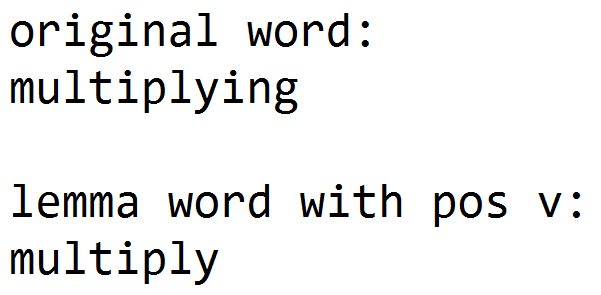 original word:
multiplying
lemma word with pos v:
multiply